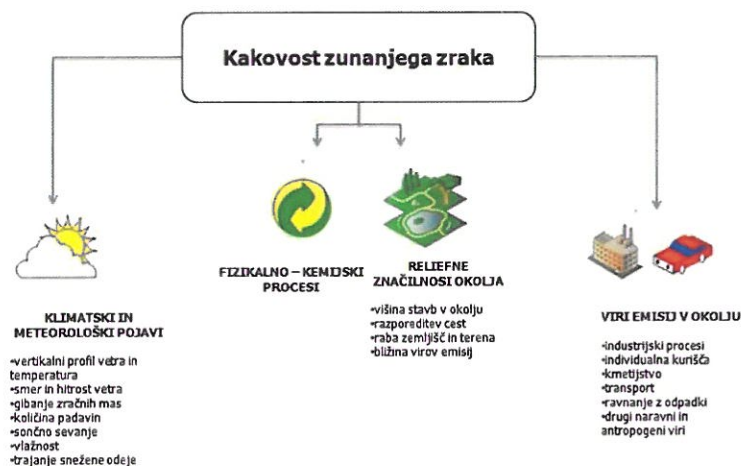 Kakovost zunanjega zraka
KLIMATSKI IN
METEOROLOŠKI POJAVI
•vertikalni profil vetra in
temperatura
•smer in hitrost vetra
•gibanje zračnih mas
•količina padavin
•sončno sevanje
•vlažnost
•trajanje snežene odeje
FIZIKALNO – KEMIJSKI
PROCESI
RELIEFNE
ZNAČILNOSI OKOLJA
•višina stavb v okolju
•razporeditev cest
•raba zemljišč in terena
•bližina virov emisij
VIRI EMISIJ V OKOLJU
•industrijski procesi
•individualna kurišča
•kmetijstvo
•transport
•ravnanje z odpadki
•drugi naravni in
antropogeni viri